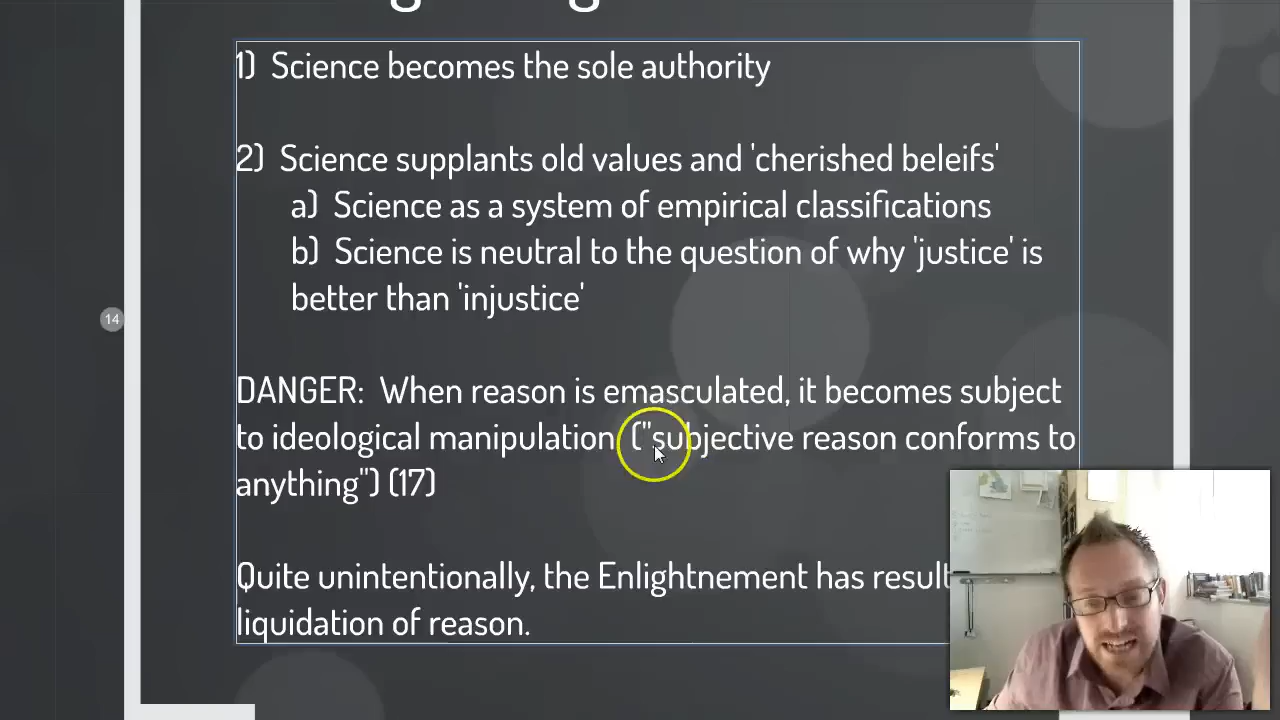 1) Science becomes the sole authority
2) Science supplants old values and 'cherished beleifs'
a) Science as a system of empirical classifications
b) Science is neutral to the question of why 'justice' is
better than 'injustice'
14
DANGER: When reason is emasculated, it becomes subject
to ideological manipulation ("subjective reason conforms to
anything") (17)
Quite unintentionally, the Enlightnement has result
liquidation of reason.